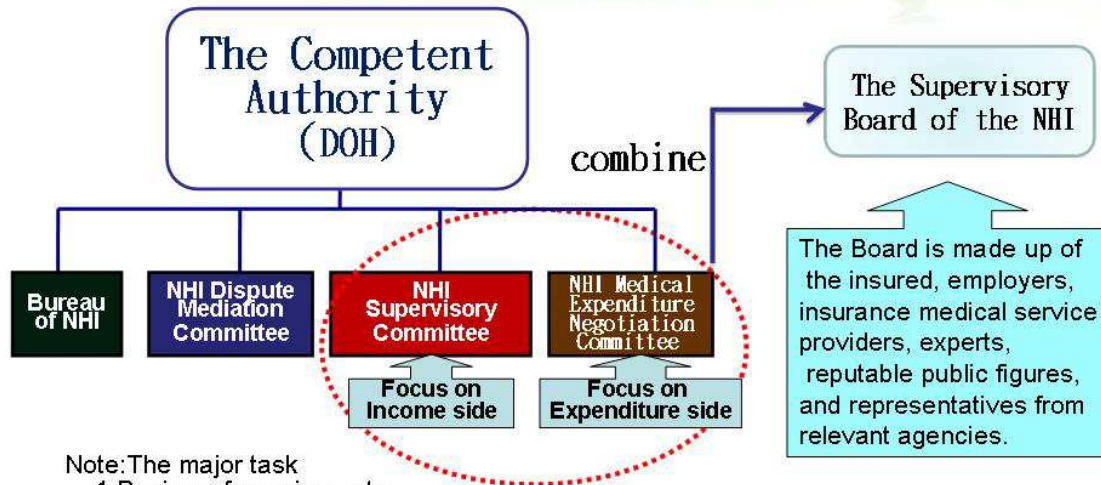 The Competent
Authority
(DOH)
combine
The Supervisory
Board of the NHI
Bureau
of NHI
NHI Dispute
Mediation
Committee
NHI
Supervisory
Committee
NHI Medical
Expenditure
Negotiation
Committee
Focus on
Income side
Focus on
Expenditure side
The Board is made up of
the insured, employers,
insurance medical service
providers, experts,
reputable public figures,
and representatives from
relevant agencies.
Note:The major task